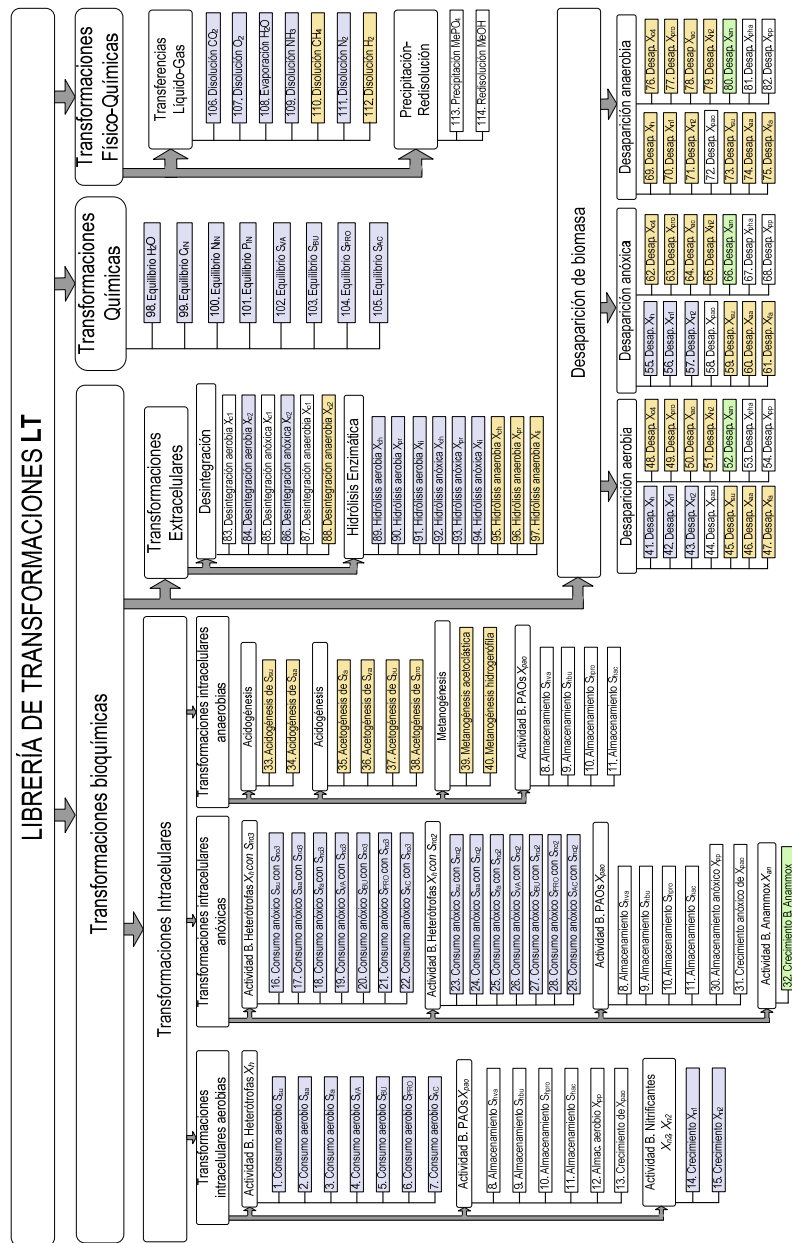 LIBRERÍA DE TRANSFORMACIONES LT
Transformaciones bioquímicas
Transformaciones Intracelulares
Transformaciones
intracelulares aerobias
Actividad B. Heterótrofas Xh
1. Consumo aerobio Ssu
2. Consumo aerobio Saa
3. Consumo aerobio Sfa
4. Consumo aerobio SVA
5. Consumo aerobio SBU
6. Consumo aerobio SPRO
7. Consumo aerobio SAC
Actividad B. PAOs Xpao
8. Almacenamiento Shva
9. Almacenamiento Shbu
10. Almacenamiento Shpro
11. Almacenamiento Shac
12. Almac. aerobio Xpp
13. Crecimiento de Xpao
Actividad B. Nitrificantes
Xn1, Xn2
14. Crecimiento Xn1
15. Crecimiento Xn2
Transformaciones intracelulares
anóxicas
Actividad B. Heterótrofas Xh con Sno3
16. Consumo anóxico Ssu con Sno3
17. Consumo anóxico Saa con Sno3
18. Consumo anóxico Sfa con Sno3
19. Consumo anóxico SVA con Sno3
20. Consumo anóxico SBU con Sno3
21. Consumo anóxico SPRO con Sno3
22. Consumo anóxico SAC con Sno3
Actividad B. Heterótrofas Xh con Sno2
23. Consumo anóxico Ssu con Sno2
24. Consumo anóxico Saa con Sno2
25. Consumo anóxico Sfa con Sno2
26. Consumo anóxico SVA con Sno2
27. Consumo anóxico SBU con Sno2
28. Consumo anóxico SPRO con Sno2
29. Consumo anóxico SAC con Sno2
Actividad B. PAOs Xpao
8. Almacenamiento Shva
9. Almacenamiento Shbu
10. Almacenamiento Shpro
11. Almacenamiento Shac
30. Almacenamiento anóxico Xpp
31. Crecimiento anóxico de Xpao
Actividad B. Anammox Xan
32. Crecimiento B. Anammox
Transformaciones intracelulares
anaerobias
Acidogénesis
33. Acidogénesis de Ssu
34. Acidogénesis de Saa
Acidogénesis
35. Acetogénesis de Sfa
36. Acetogénesis de Sva
37. Acetogénesis de Sbu
38. Acetogénesis de Spro
Metanogénesis
39. Metanogénesis acetoclástica
40. Metanogénesis hidrogenófila
Actividad B. PAOs Xpao
8. Almacenamiento Shva
9. Almacenamiento Shbu
10. Almacenamiento Shpro
11. Almacenamiento Shac
Transformaciones
Extracelulares
Desintegración
83. Desintegración aerobia Xc1
84. Desintegración aerobia Xc2
85. Desintegración anóxica Xc1
86. Desintegración anóxica Xc2
87. Desintegración anaerobia Xc1
88. Desintegración anaerobia Xc2
Hidrólisis Enzimática
89. Hidrólisis aerobia Xch
90. Hidrólisis aerobia Xpr
91. Hidrólisis aerobia Xli
92. Hidrólisis anóxica Xch
93. Hidrólisis anóxica Xpr
94. Hidrólisis anóxica Xli
95. Hidrólisis anaerobia Xch
96. Hidrólisis anaerobia Xpr
97. Hidrólisis anaerobia Xli
Desaparición de biomasa
Desaparición aerobia
41. Desap. Xh
42. Desap. Xn1
43. Desap. Xn2
44. Desap. Xpao
45. Desap. Xsu
46. Desap. Xaa
47. Desap. Xfa
48. Desap. Xc4
49. Desap. Xpro
50. Desap. Xac
51. Desap. Xh2
52. Desap. Xan
53. Desap. Xpha
54. Desap. Xpp
Desaparición anóxica
55. Desap. Xh
56. Desap. Xn1
57. Desap. Xn2
58. Desap. Xpao
59. Desap. Xsu
60. Desap. Xaa
61. Desap. Xfa
62. Desap. Xc4
63. Desap. Xpro
64. Desap. Xac
65. Desap. Xh2
66. Desap. Xan
67. Desap. Xpha
68. Desap. Xpp
Desaparición anaerobia
69. Desap. Xh
70. Desap. Xn1
71. Desap. Xn2
72. Desap. Xpao
73. Desap. Xsu
74. Desap. Xaa
75. Desap. Xfa
76. Desap. Xc4
77. Desap. Xpro
78. Desap. Xac
79. Desap. Xh2
80. Desap. Xan
81. Desap. Xpha
82. Desap. Xpp
Transformaciones
Químicas
98. Equilibrio H2O
99. Equilibrio CIN
100. Equilibrio NIN
101. Equilibrio PIN
102. Equilibrio SVA
103. Equilibrio SBU
104. Equilibrio SPRO
105. Equilibrio SAC
Transformaciones
Físico-Químicas
Transferencias
Líquido-Gas
106. Disolución CO2
107. Disolución O2
108. Evaporación H2O
109. Disolución NH3
110. Disolución CH4
111. Disolución N2
112. Disolución H2
Precipitación-
Redisolución
113. Precipitación MePO4
114. Redisolución MeOH